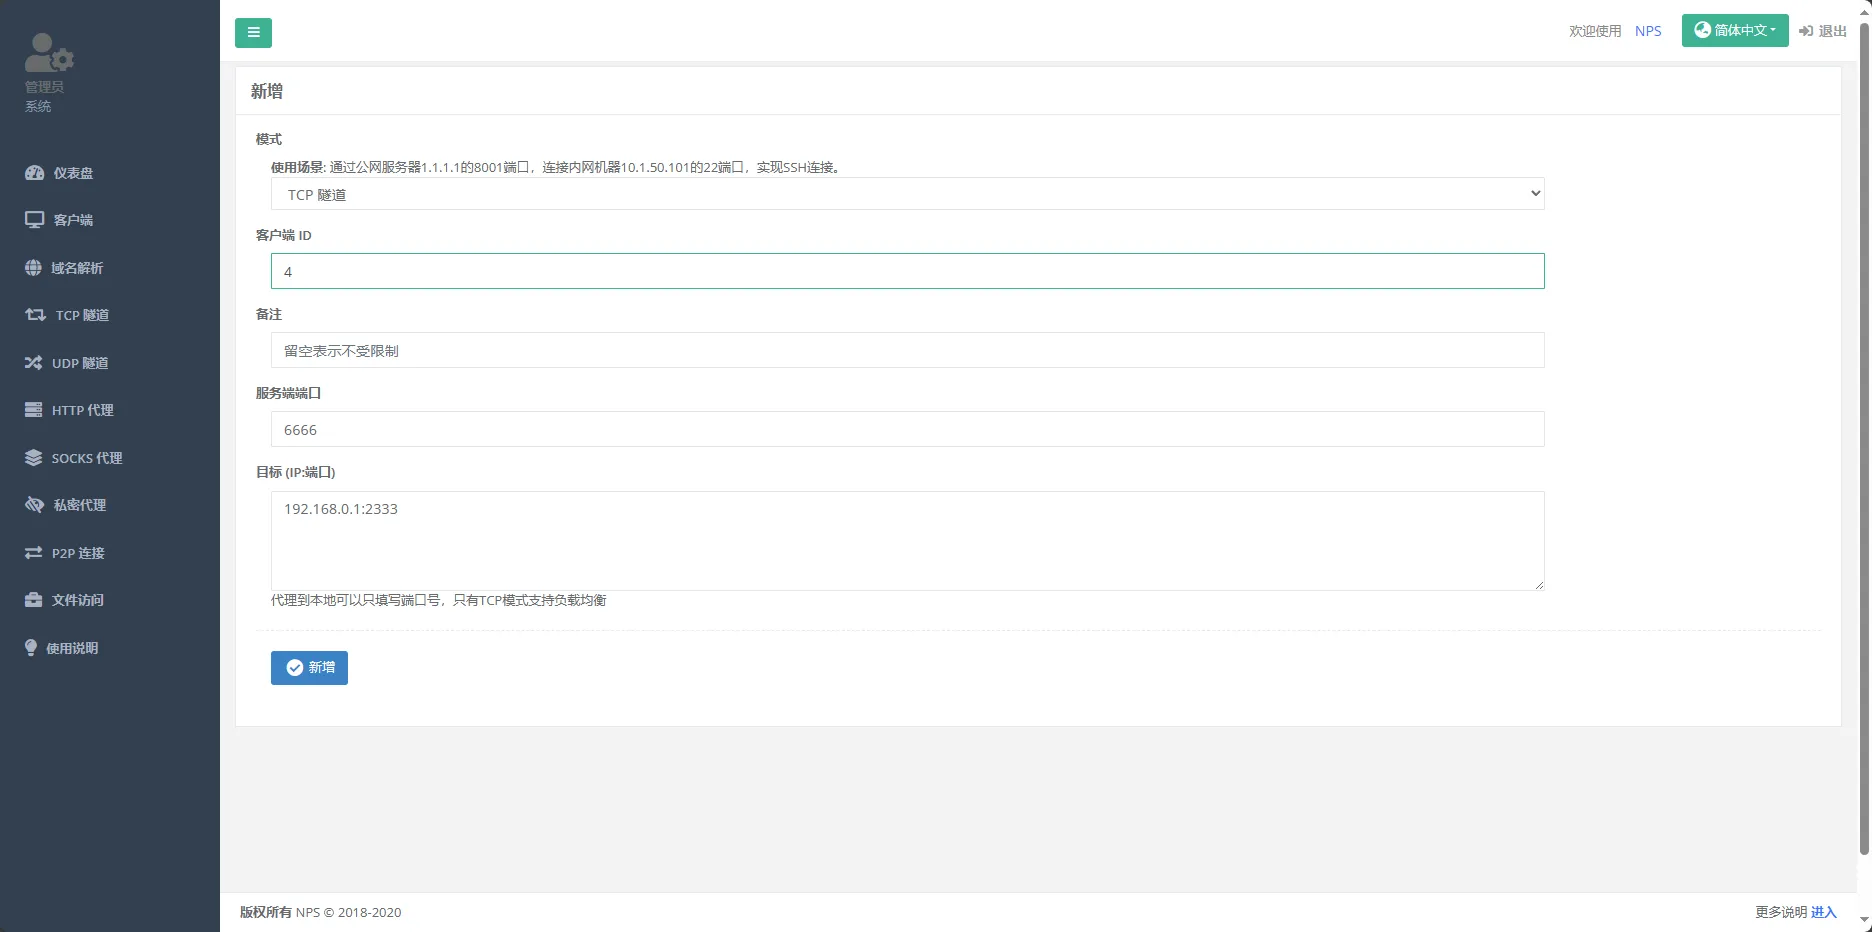 管理员
系统
仪表盘
客户端
域名解析
TCP 隧道
UDP 隧道
HTTP 代理
SOCKS 代理
私密代理
P2P 连接
文件访问
使用说明
欢迎使用 NPS 简体中文 退出
新增
模式
使用场景: 通过公网服务器1.1.1.1的8001端口，连接内网机器10.1.50.101的22端口，实现SSH连接。
TCP 隧道
客户端 ID
4
备注
留空表示不受限制
服务端端口
6666
目标 (IP:端口)
192.168.0.1:2333
代理到本地可以只填写端口号，只有TCP模式支持负载均衡
新增
版权所有 NPS © 2018-2020
更多说明 进入